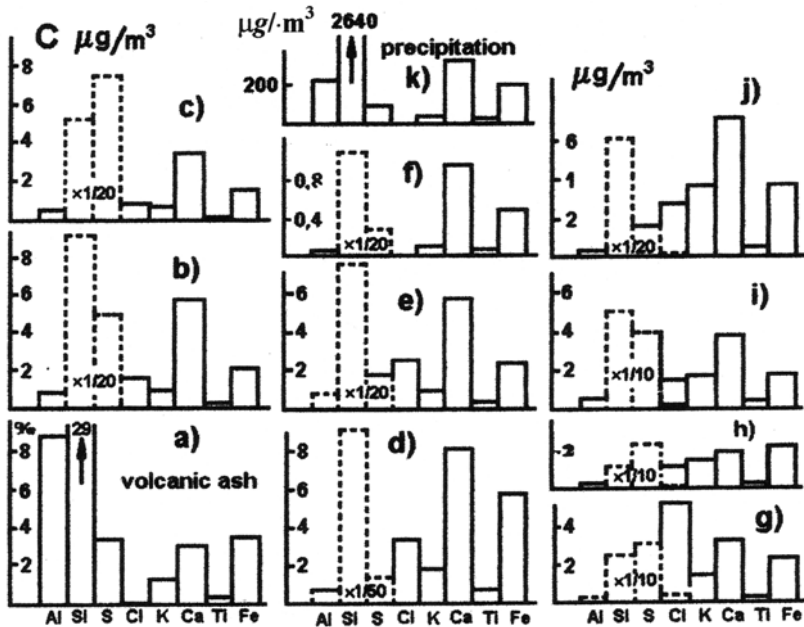 C μg/m³
8
c)
6
4
2
×1/20
8
b)
6
4
2
×1/20
‰
29
a)
8
6
volcanic ash
4
2
Al Si S Cl K Ca Ti Fe
μg/·m³
2640
precipitation
200
k)
f)
0,8
0,4
×1/20
6
e)
4
2
×1/20
8
d)
6
4
2
×1/50
Al Si S Cl K Ca Ti Fe
μg/m³
j)
6
4
2
×1/20
6
i)
4
2
×1/10
h)
2
×1/10
4
g)
2
×1/10
Al Si S Cl K Ca Ti Fe